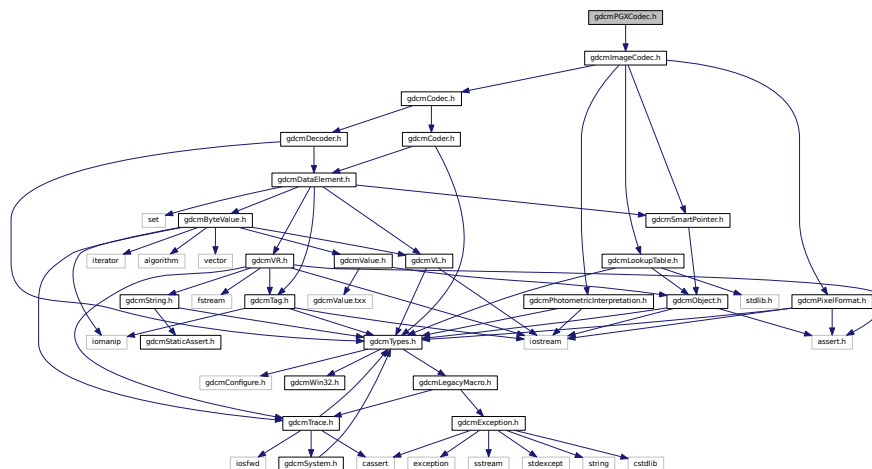 gdcmPGXCodec.h
gdcmImageCodec.h
gdcmCodec.h
gdcmDecoder.h
gdcmCoder.h
gdcmDataElement.h
set
gdcmByteValue.h
gdcmSmartPointer.h
iterator
algorithm
vector
gdcmVR.h
gdcmValue.h
gdcmVL.h
gdcmLookupTable.h
gdcmString.h
fstream
gdcmTag.h
gdcmValue.txx
gdcmPhotometricInterpretation.h
gdcmObject.h
stdlib.h
gdcmPixelFormat.h
iomanip
gdcmStaticAssert.h
gdcmTypes.h
iostream
assert.h
gdcmConfigure.h
gdcmWin32.h
gdcmLegacyMacro.h
gdcmTrace.h
gdcmException.h
iosfwd
gdcmSystem.h
cassert
exception
sstream
stdexcept
string
cstdlib